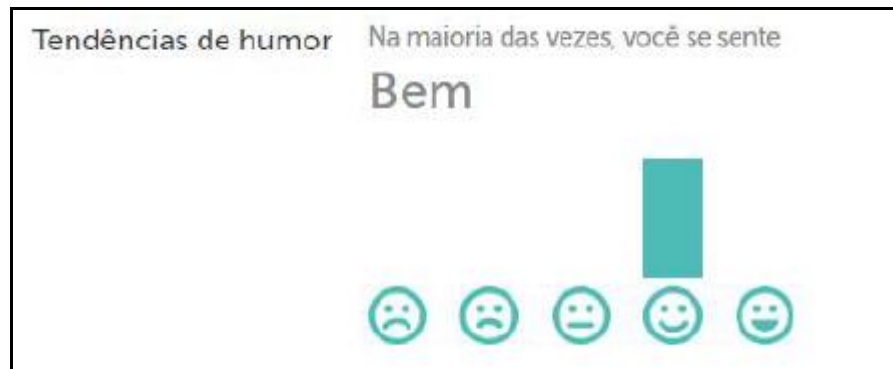 Tendências de humor
Na maioria das vezes, você se sente
Bem